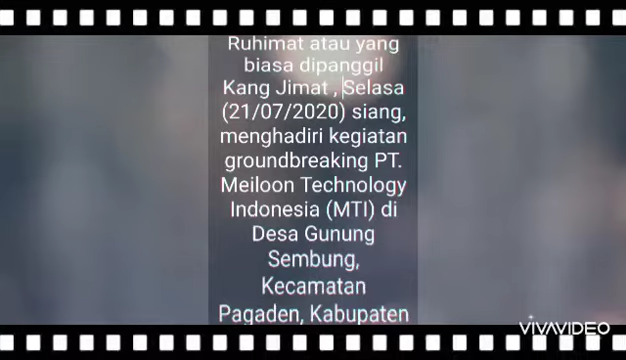 Ruhimat atau yang
biasa dipanggil
Kang Jimat , Selasa
(21/07/2020) siang,
menghadiri kegiatan
groundbreaking PT.
Meiloon Technology
Indonesia (MTI) di
Desa Gunung
Sembung,
Kecamatan
Pagaden, Kabupaten
VIVAVIDEO